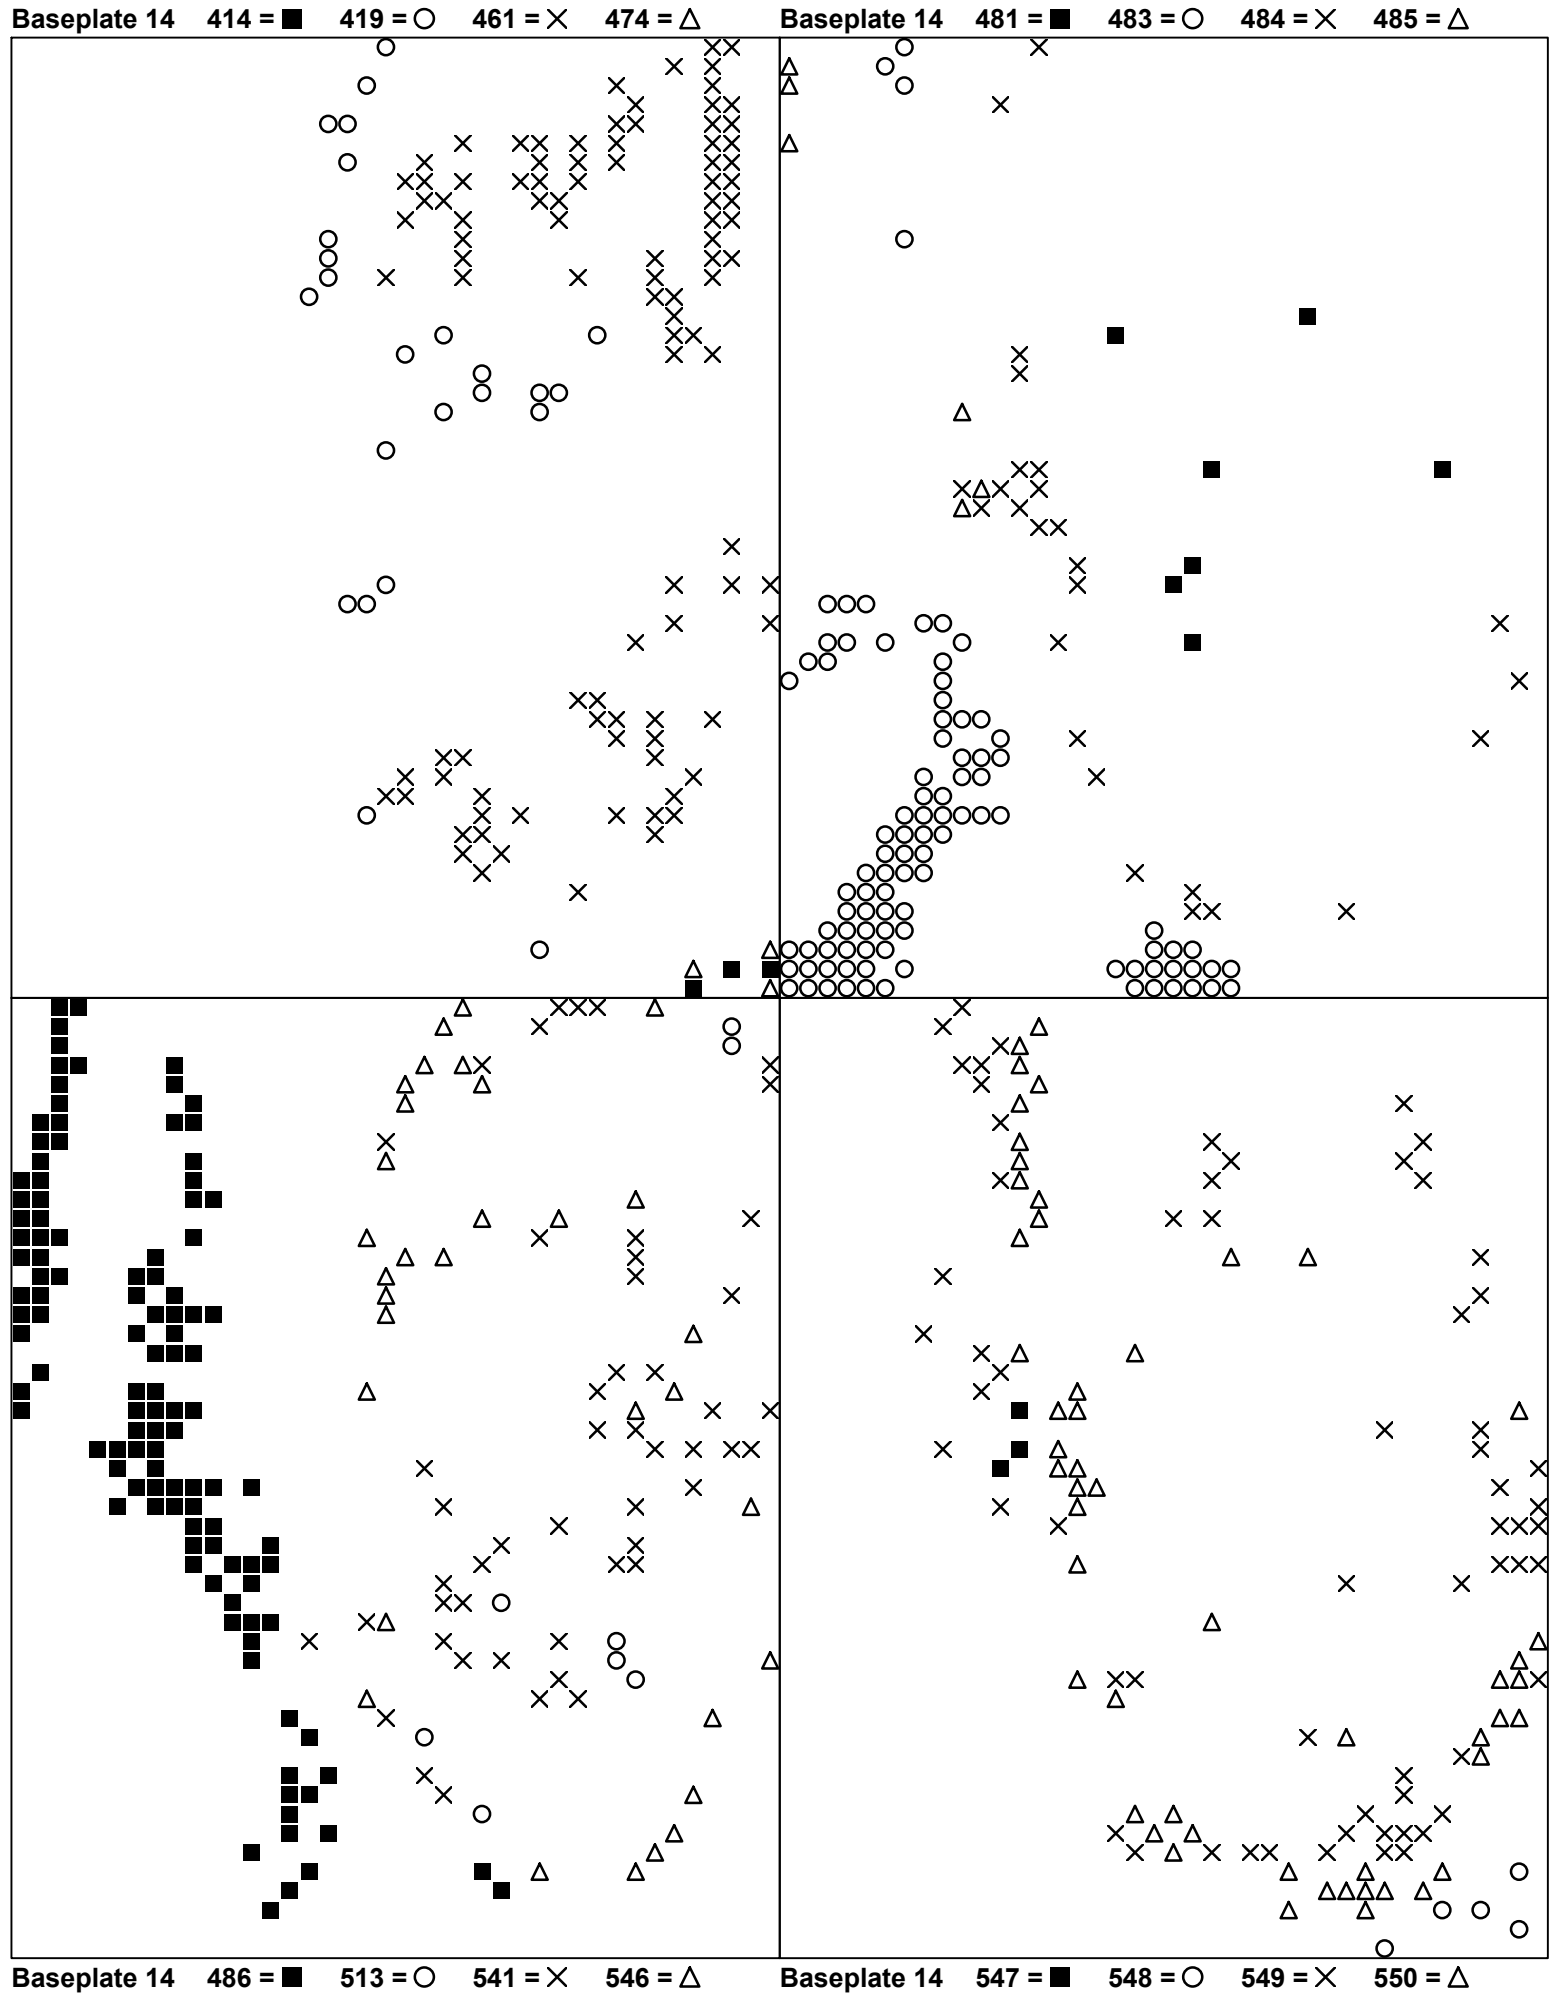 Baseplate 14 414 = ■ 419 = ○ 461 = × 474 = △
Baseplate 14 481 = ■ 483 = ○ 484 = × 485 = △
Baseplate 14 486 = ■ 513 = ○ 541 = × 546 = △
Baseplate 14 547 = ■ 548 = ○ 549 = × 550 = △